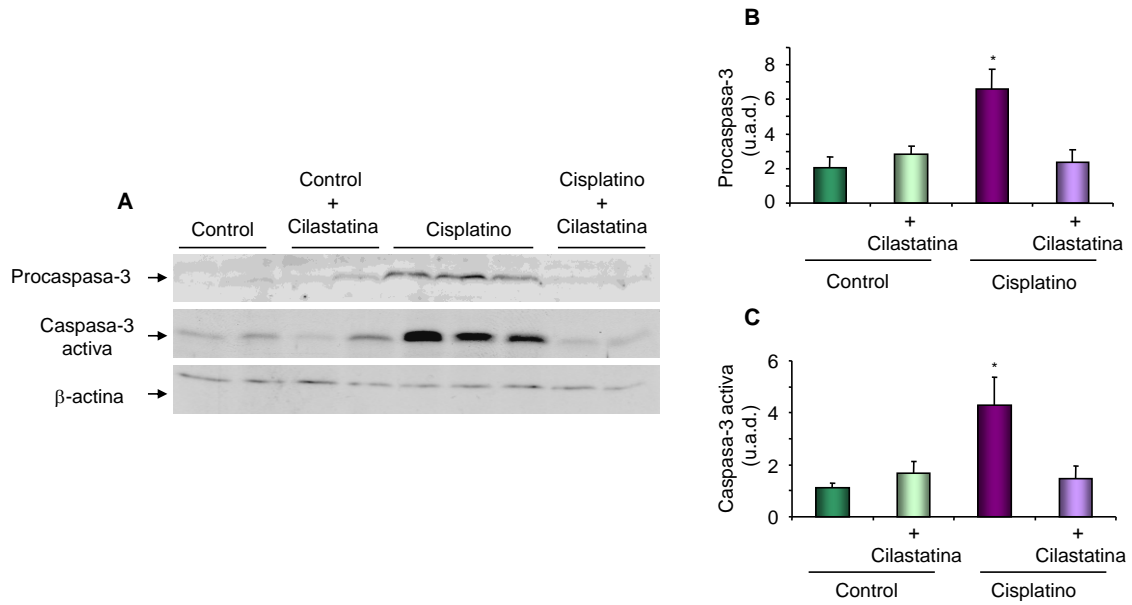 A
Control
Control
+
Cilastatina
Cisplatino
Cisplatino
+
Cilastatina
Procaspasa-3
Caspasa-3
activa
β-actina
B
Procaspasa-3
(u.a.d.)
8
6
4
2
0
*
+
Cilastatina
+
Cilastatina
Control
Cisplatino
C
Caspasa-3 activa
(u.a.d.)
6
4
2
0
*
+
Cilastatina
+
Cilastatina
Control
Cisplatino